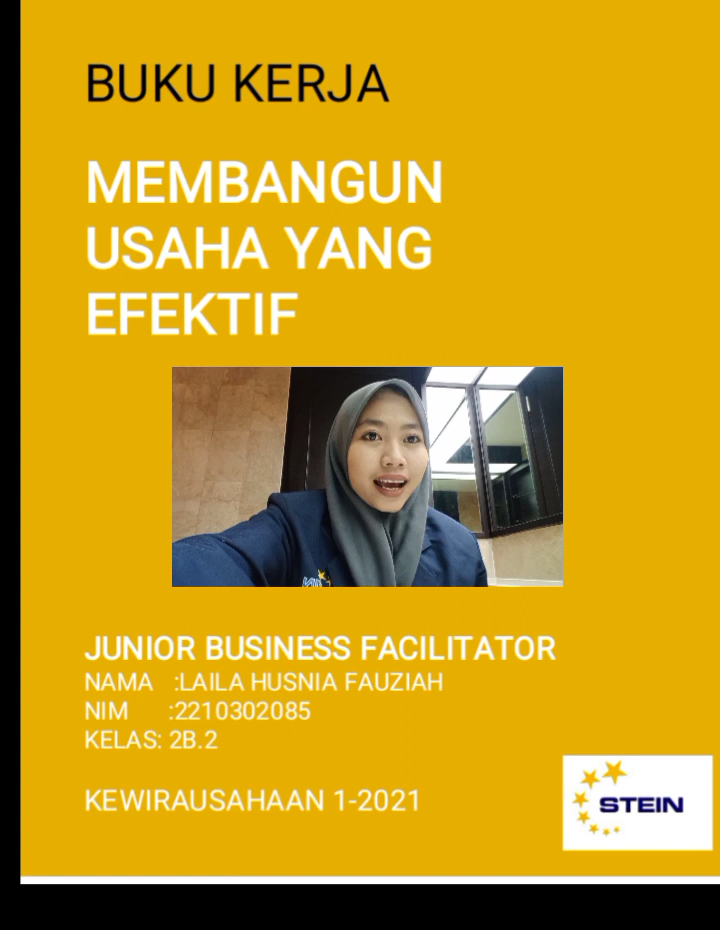 BUKU KERJA
MEMBANGUN
USAHA YANG
EFEKTIF
JUNIOR BUSINESS FACILITATOR
NAMA :LAILA HUSNIA FAUZIAH
NIM :2210302085
KELAS: 2B.2
KEWIRAUSAHAAN 1-2021
STEIN